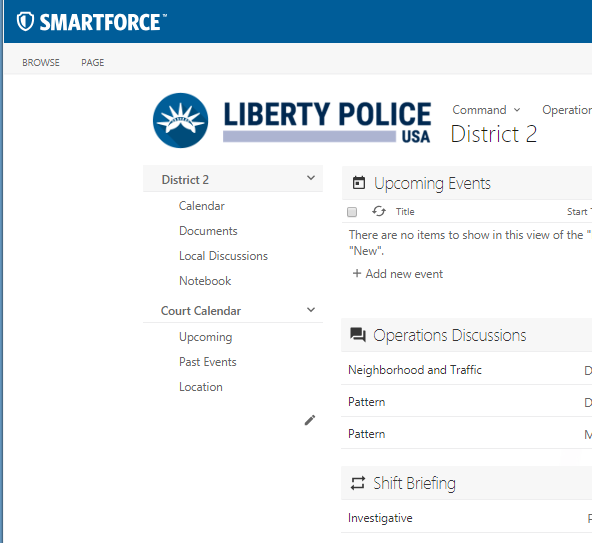 SMARTFORCE™
BROWSE PAGE
LIBERTY POLICE
USA
Command
District 2
District 2
Calendar
Documents
Local Discussions
Notebook
Court Calendar
Upcoming
Past Events
Location
Upcoming Events
Title Start
There are no items to show in this view of the "
"New".
+ Add new event
Operations Discussions
Neighborhood and Traffic
Pattern
Pattern
Shift Briefing
Investigative